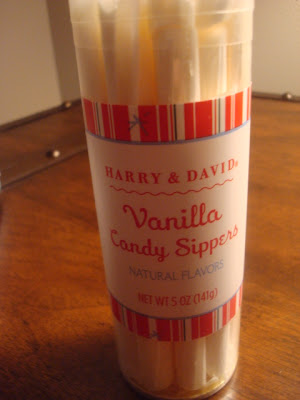 HARRY & DAVID®
Vanilla
Candy Sippers
NATURAL FLAVORS
NET WT 5 OZ (141g)